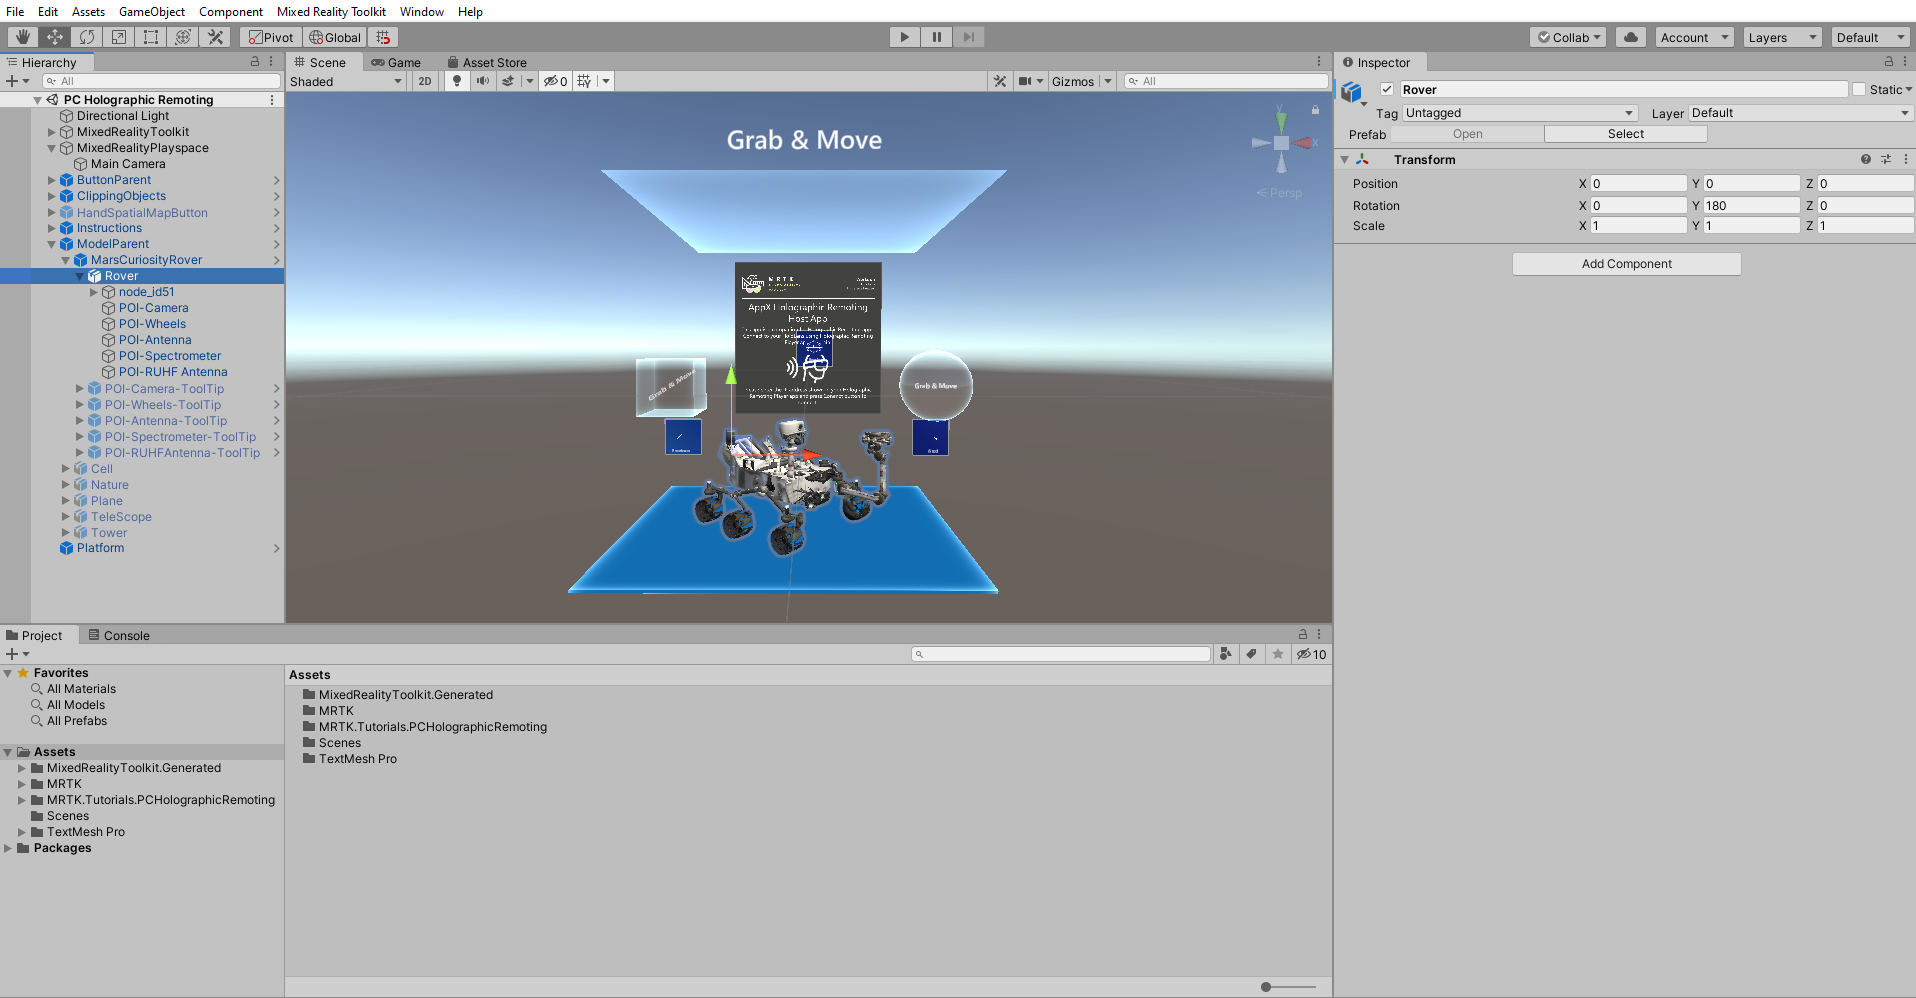 File Edit Assets GameObject Component Mixed Reality Toolkit Window Help
Pivot Global Collab Account Layers Default
Hierarchy Scene Game Asset Store Inspector
All Shaded 2D 0 Gizmos All
PC Holographic Remoting
Directional Light
MixedRealityToolkit
MixedRealityPlayspace
Main Camera
ButtonParent
ClippingObjects
HandSpatialMapButton
Instructions
ModelParent
MarsCuriosityRover
Rover
node_id51
POI-Camera
POI-Wheels
POI-Antenna
POI-Spectrometer
POI-RUHF Antenna
POI-Camera-ToolTip
POI-Wheels-ToolTip
POI-Antenna-ToolTip
POI-Spectrometer-ToolTip
POI-RUHFAntenna-ToolTip
Cell
Nature
Plane
TeleScope
Tower
Platform
Grab & Move
y
x
Persp
MRTK
AppX Holographic Remoting
Host App
Grab & Move
Grab & Move
Rover Static
Tag Untagged Layer Default
Prefab Open Select
Transform
Position X 0 Y 0 Z 0
Rotation X 0 Y 180 Z 0
Scale X 1 Y 1 Z 1
Add Component
Project Console
10
Favorites
All Materials
All Models
All Prefabs
Assets
MixedRealityToolkit.Generated
MRTK
MRTK.Tutorials.PCHolographicRemoting
Scenes
TextMesh Pro
Packages
Assets
MixedRealityToolkit.Generated
MRTK
MRTK.Tutorials.PCHolographicRemoting
Scenes
TextMesh Pro